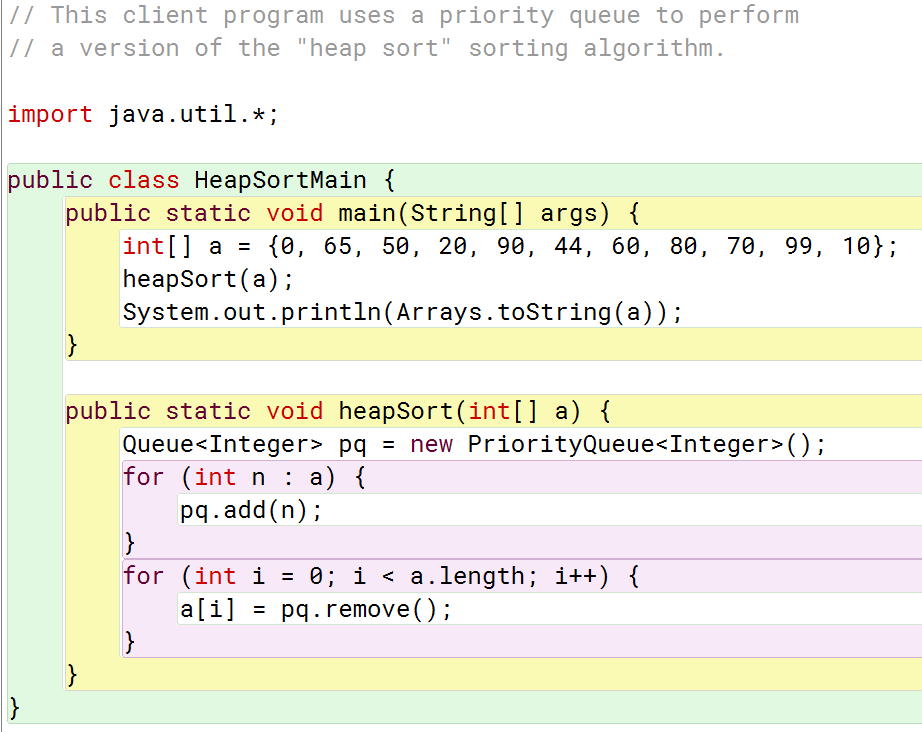 // This client program uses a priority queue to perform
// a version of the "heap sort" sorting algorithm.

import java.util.*;

public class HeapSortMain {
    public static void main(String[] args) {
        int[] a = {0, 65, 50, 20, 90, 44, 60, 80, 70, 99, 10};
        heapSort(a);
        System.out.println(Arrays.toString(a));
    }

    public static void heapSort(int[] a) {
        Queue<Integer> pq = new PriorityQueue<Integer>();
        for (int n : a) {
            pq.add(n);
        }
        for (int i = 0; i < a.length; i++) {
            a[i] = pq.remove();
        }
    }
}